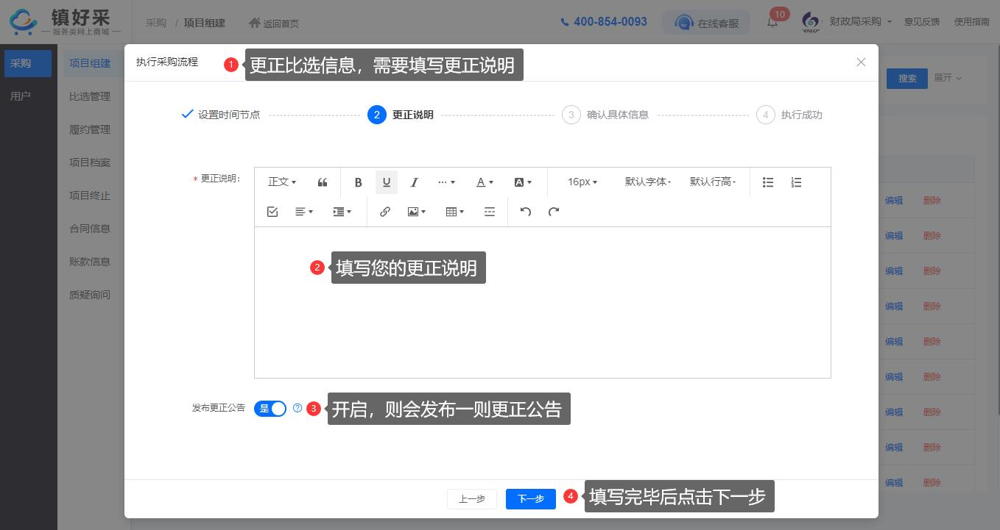 镇好采
服务类网上商城
采购 / 项目组建
返回首页
400-854-0093
在线客服
10
财政局采购
意见反馈
使用指南
采购
用户
项目组建
比选管理
履约管理
项目档案
项目终止
合同信息
账款信息
质疑询问
搜索
展开
执行采购流程
1 更正比选信息，需要填写更正说明
设置时间节点
2 更正说明
3 确认具体信息
4 执行成功
* 更正说明：
正文 B U I ··· A A 16px 默认字体 默认行高
2 填写您的更正说明
发布更正公告 是 ? 3 开启，则会发布一则更正公告
上一步 下一步 4 填写完毕后点击下一步
编辑 删除
编辑 删除
编辑 删除
编辑 删除
编辑 删除
编辑 删除
编辑 删除
编辑 删除
编辑 删除